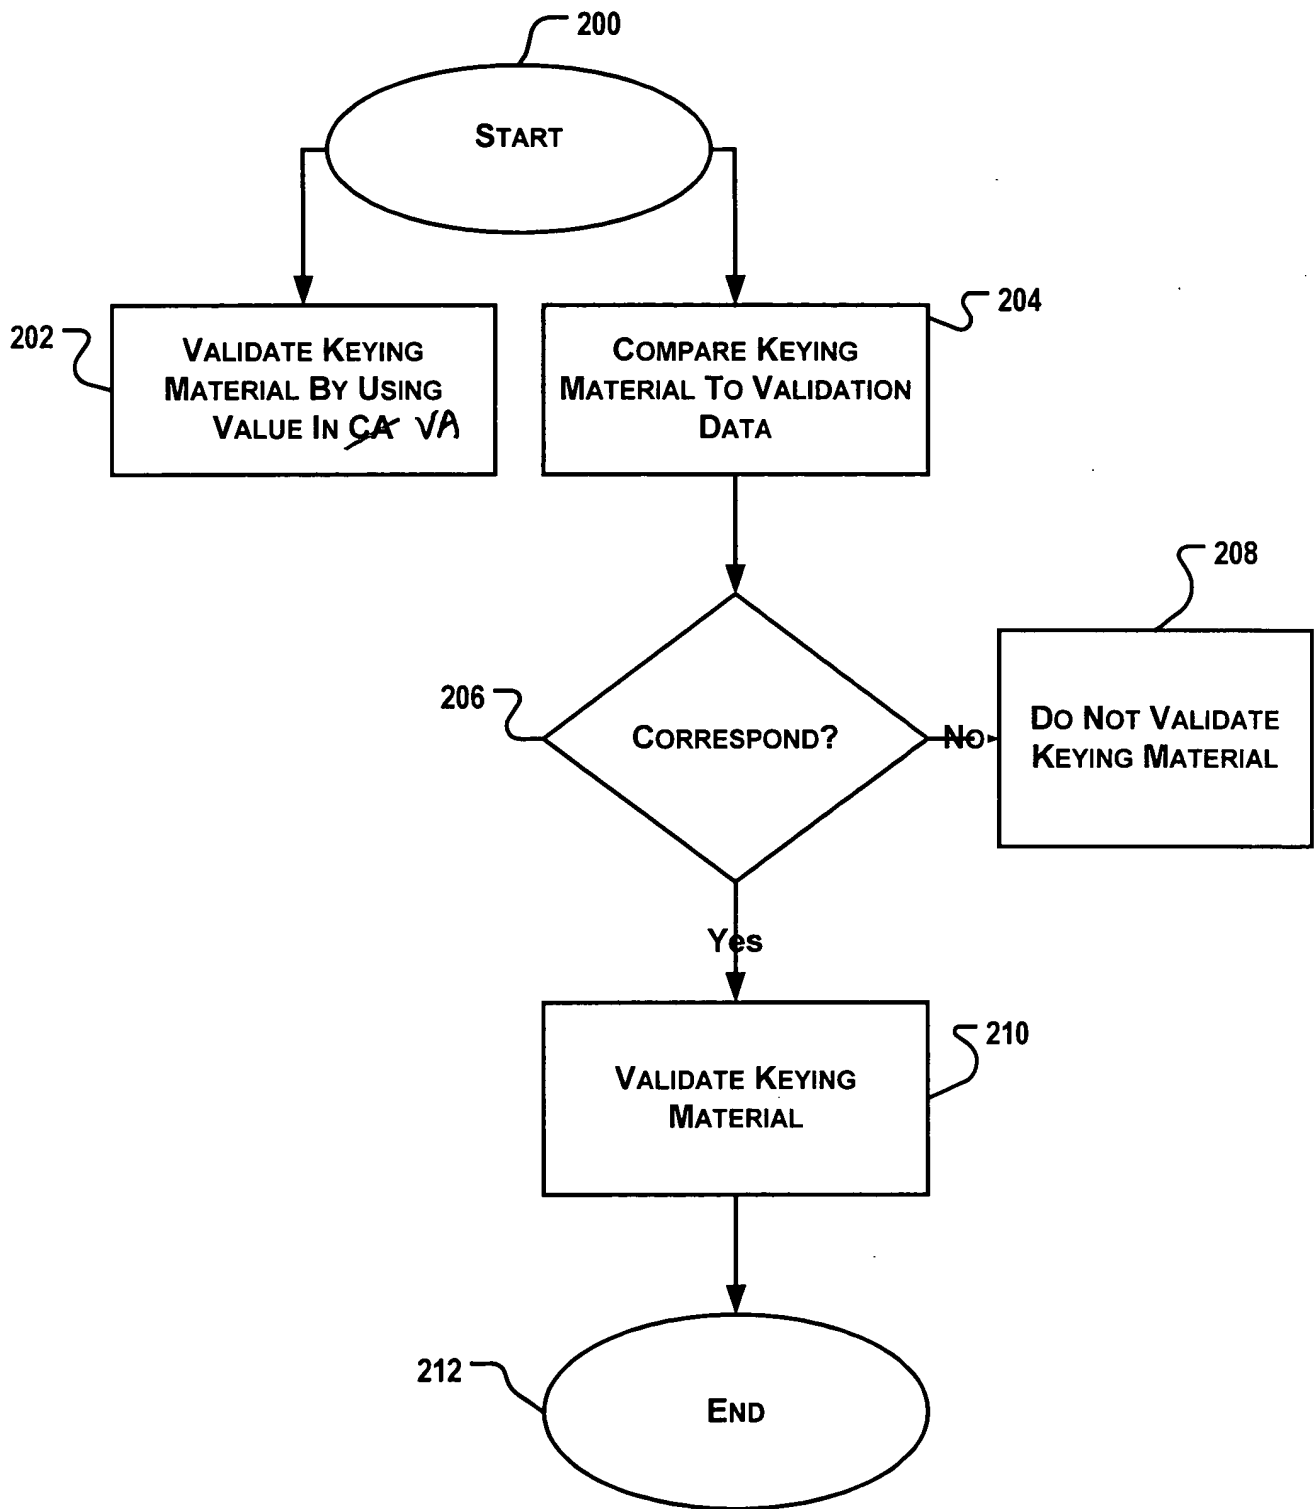 200
START
202
VALIDATE KEYING
MATERIAL BY USING
VALUE IN CA VA
204
COMPARE KEYING
MATERIAL TO VALIDATION
DATA
206
CORRESPOND?
NO
208
DO NOT VALIDATE
KEYING MATERIAL
Yes
210
VALIDATE KEYING
MATERIAL
212
END